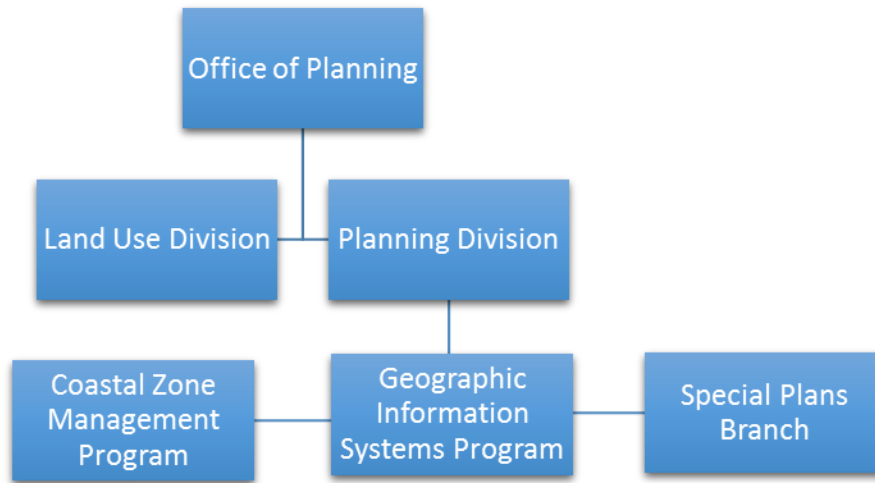 Office of Planning
Land Use Division
Planning Division
Coastal Zone
Management
Program
Geographic
Information
Systems Program
Special Plans
Branch